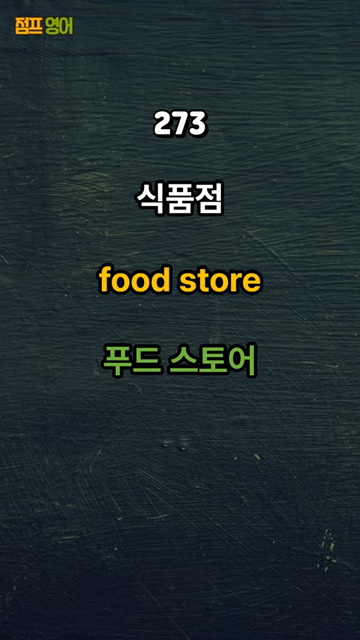 점프 영어
273
식품점
food store
푸드 스토어